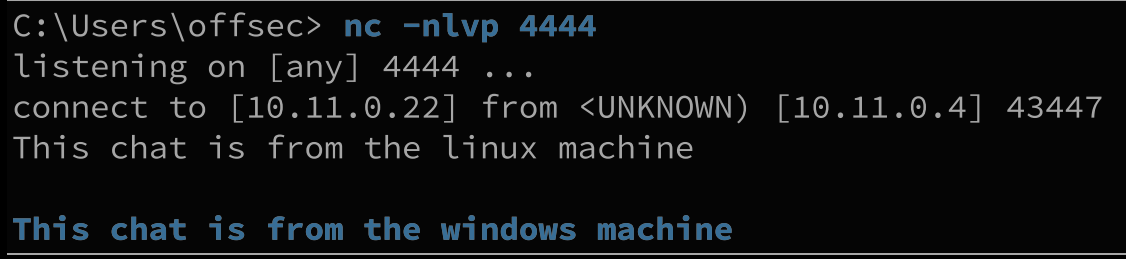 C:\Users\offsec> nc -nlvp 4444
listening on [any] 4444 ...
connect to [10.11.0.22] from <UNKNOWN) [10.11.0.4] 43447
This chat is from the linux machine
This chat is from the windows machine